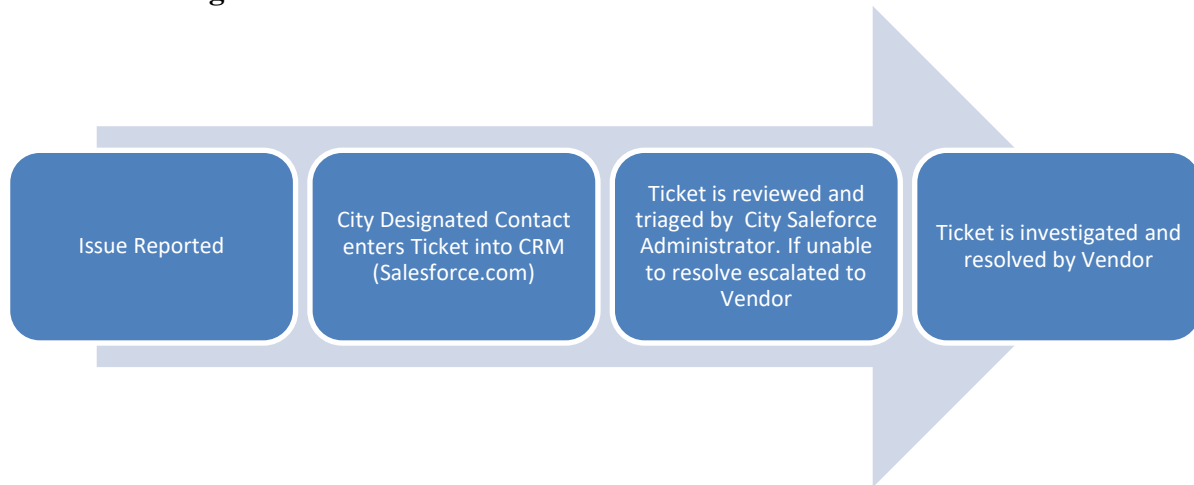 Issue Reported
City Designated Contact
enters Ticket into CRM
(Salesforce.com)
Ticket is reviewed and
triaged by  City Saleforce
Administrator. If unable
to resolve escalated to
Vendor
Ticket is investigated and
resolved by Vendor